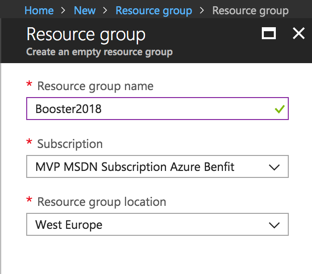 Home > New > Resource group > Resource group
Resource group
Create an empty resource group
* Resource group name
Booster2018
* Subscription
MVP MSDN Subscription Azure Benfit
* Resource group location
West Europe